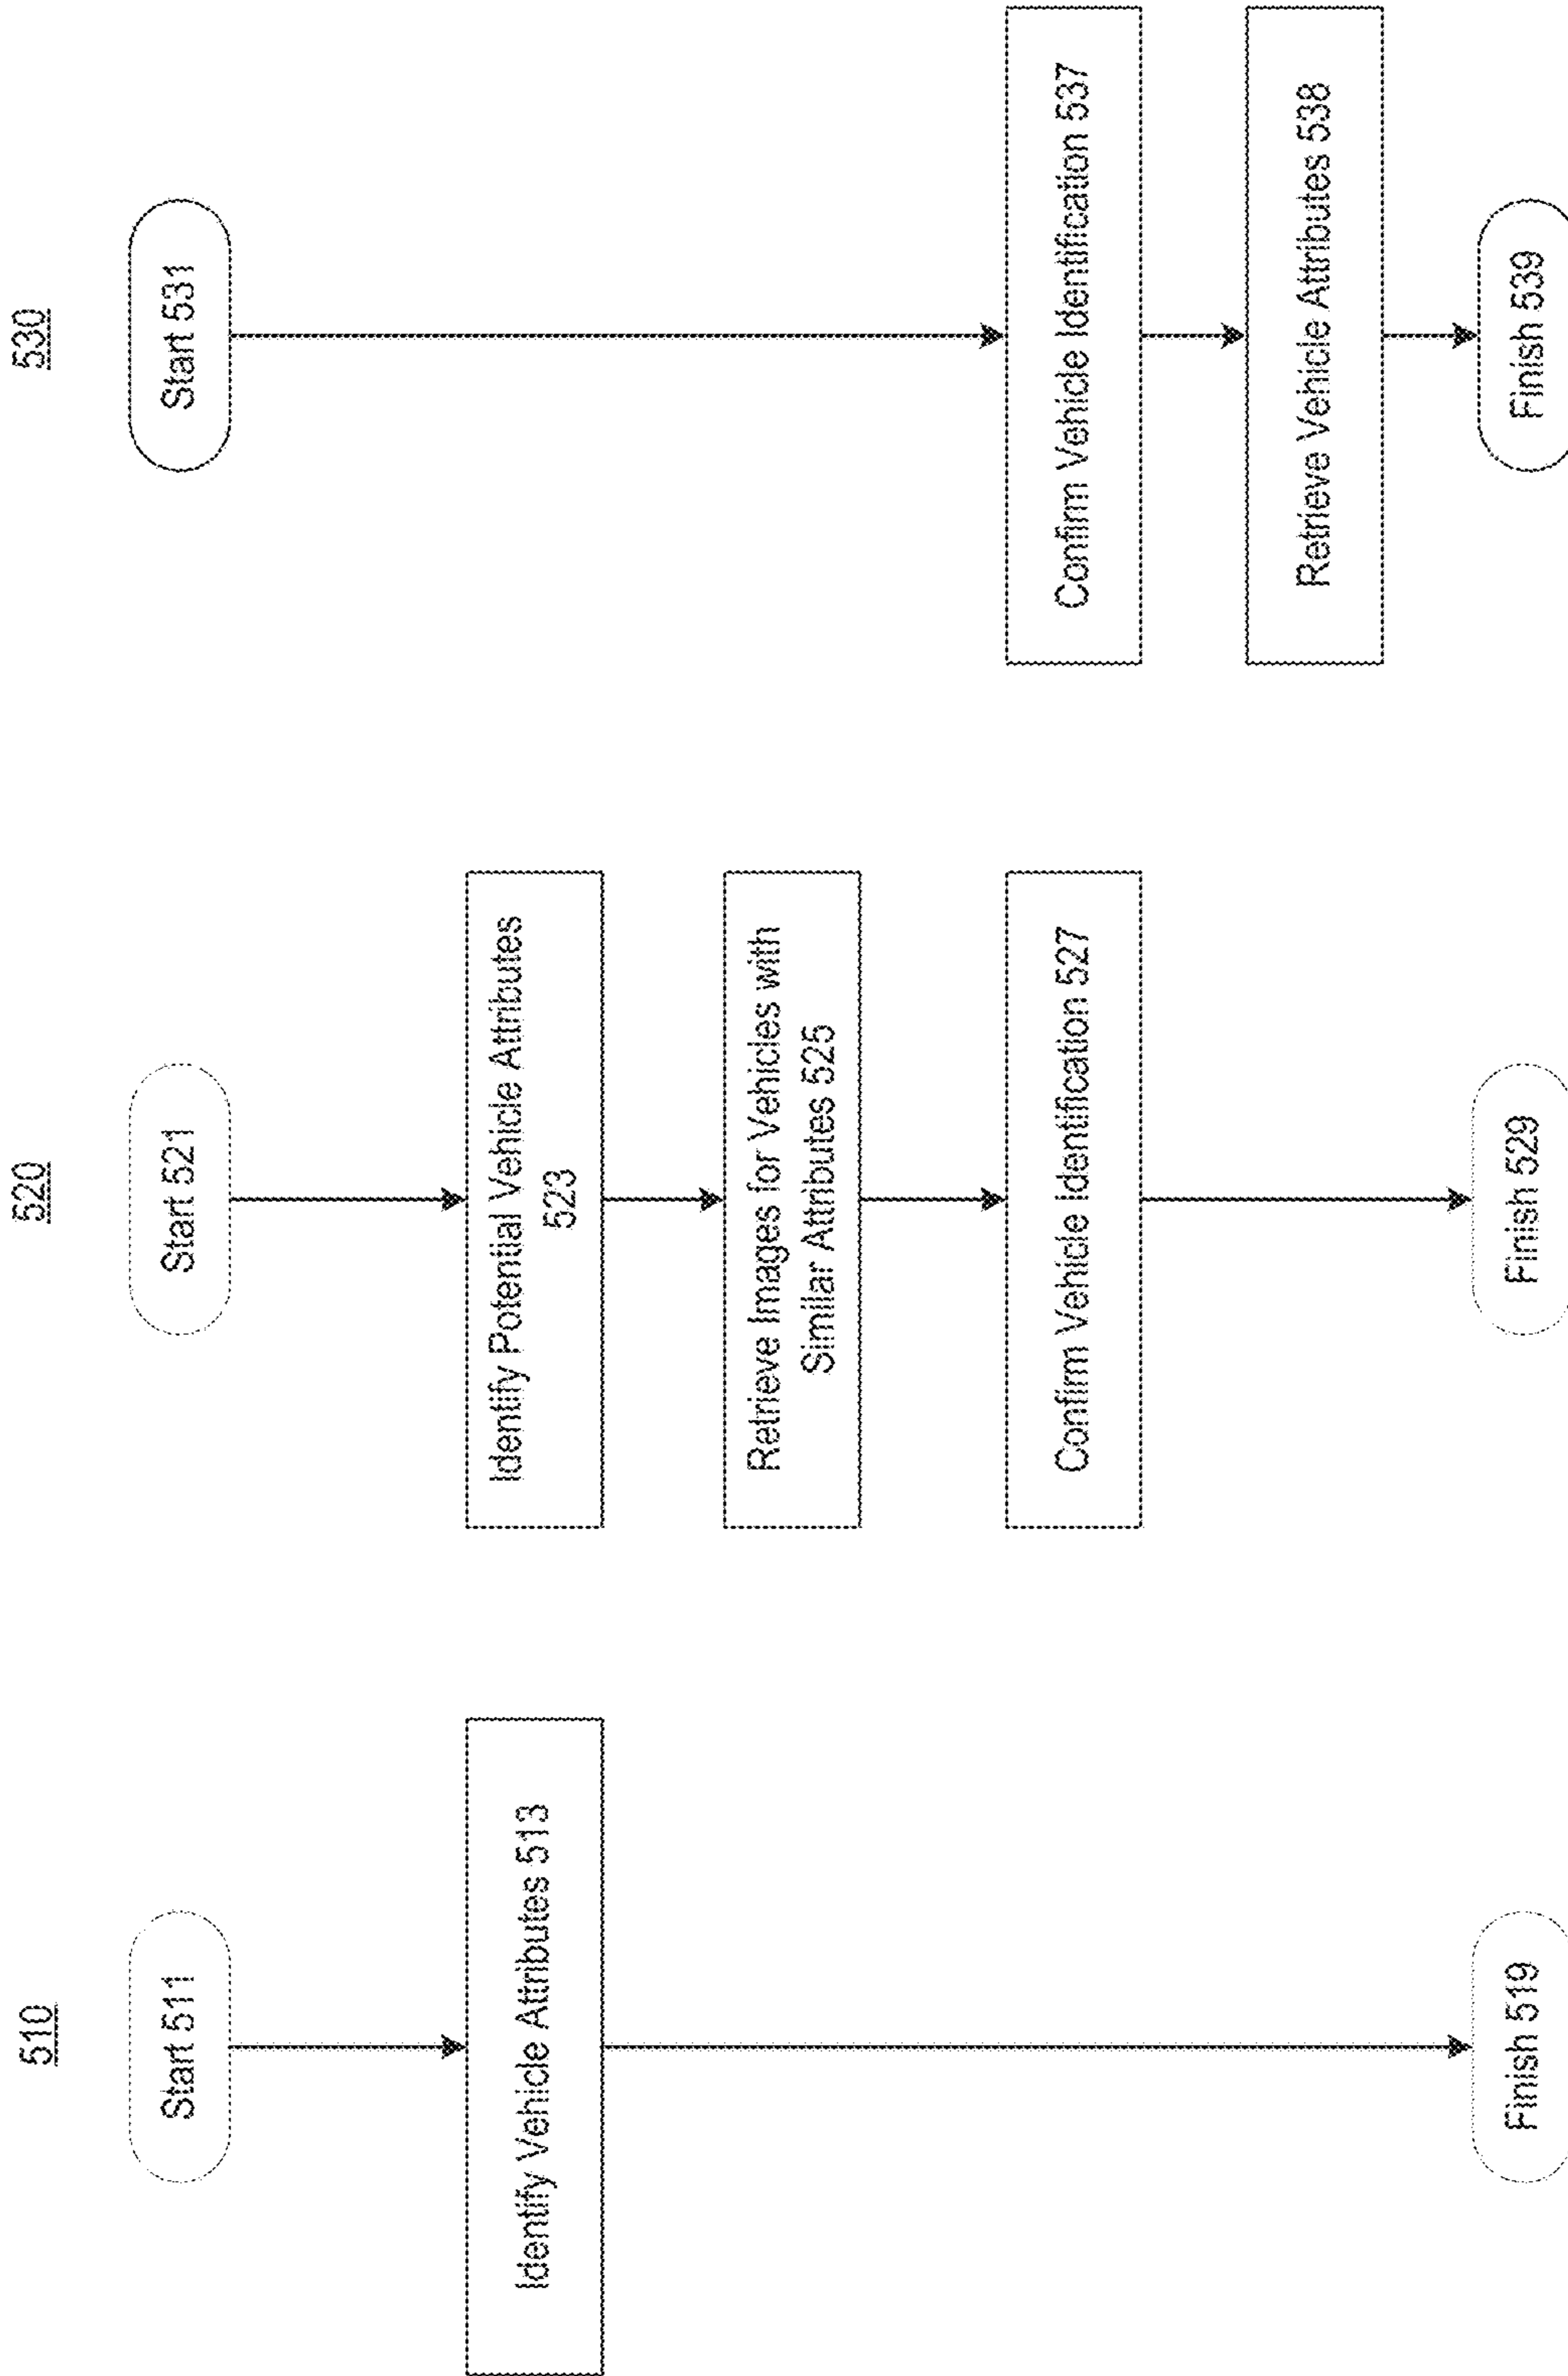 510
Start 511
Identify Vehicle Attributes 513
Finish 519
520
Start 521
Identify Potential Vehicle Attributes
523
Retrieve Images for Vehicles with
Similar Attributes 525
Confirm Vehicle Identification 527
Finish 529
530
Start 531
Confirm Vehicle Identification 537
Retrieve Vehicle Attributes 538
Finish 539